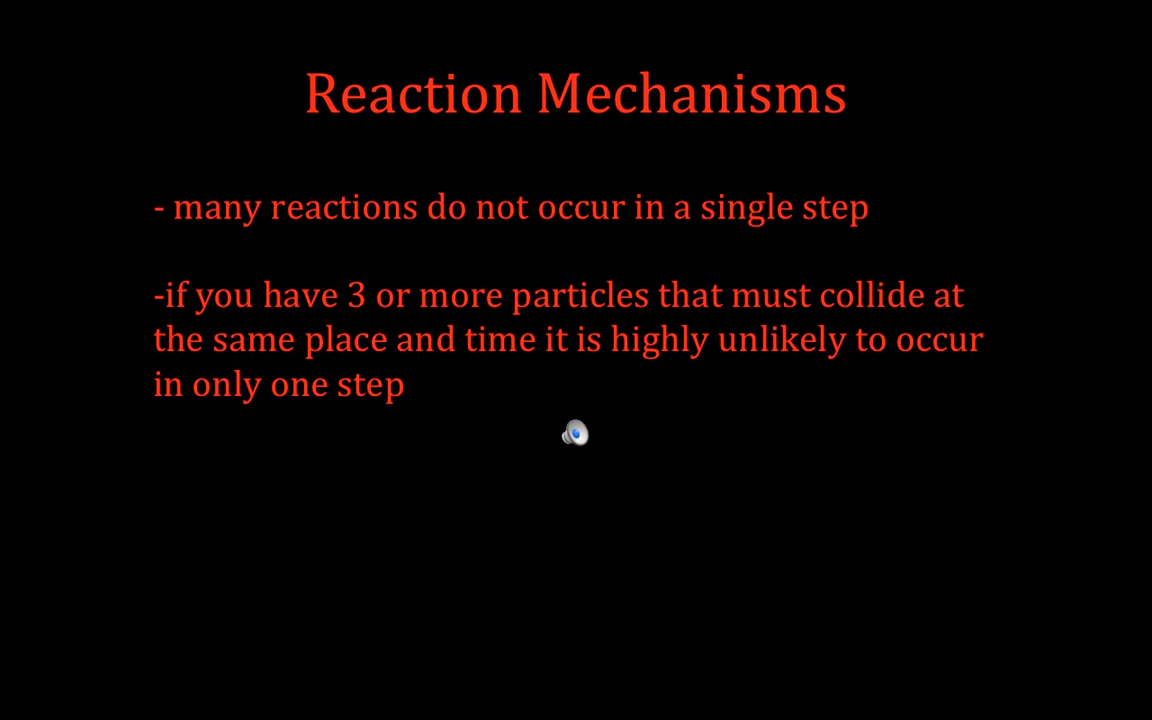 Reaction Mechanisms
- many reactions do not occur in a single step
-if you have 3 or more particles that must collide at
the same place and time it is highly unlikely to occur
in only one step